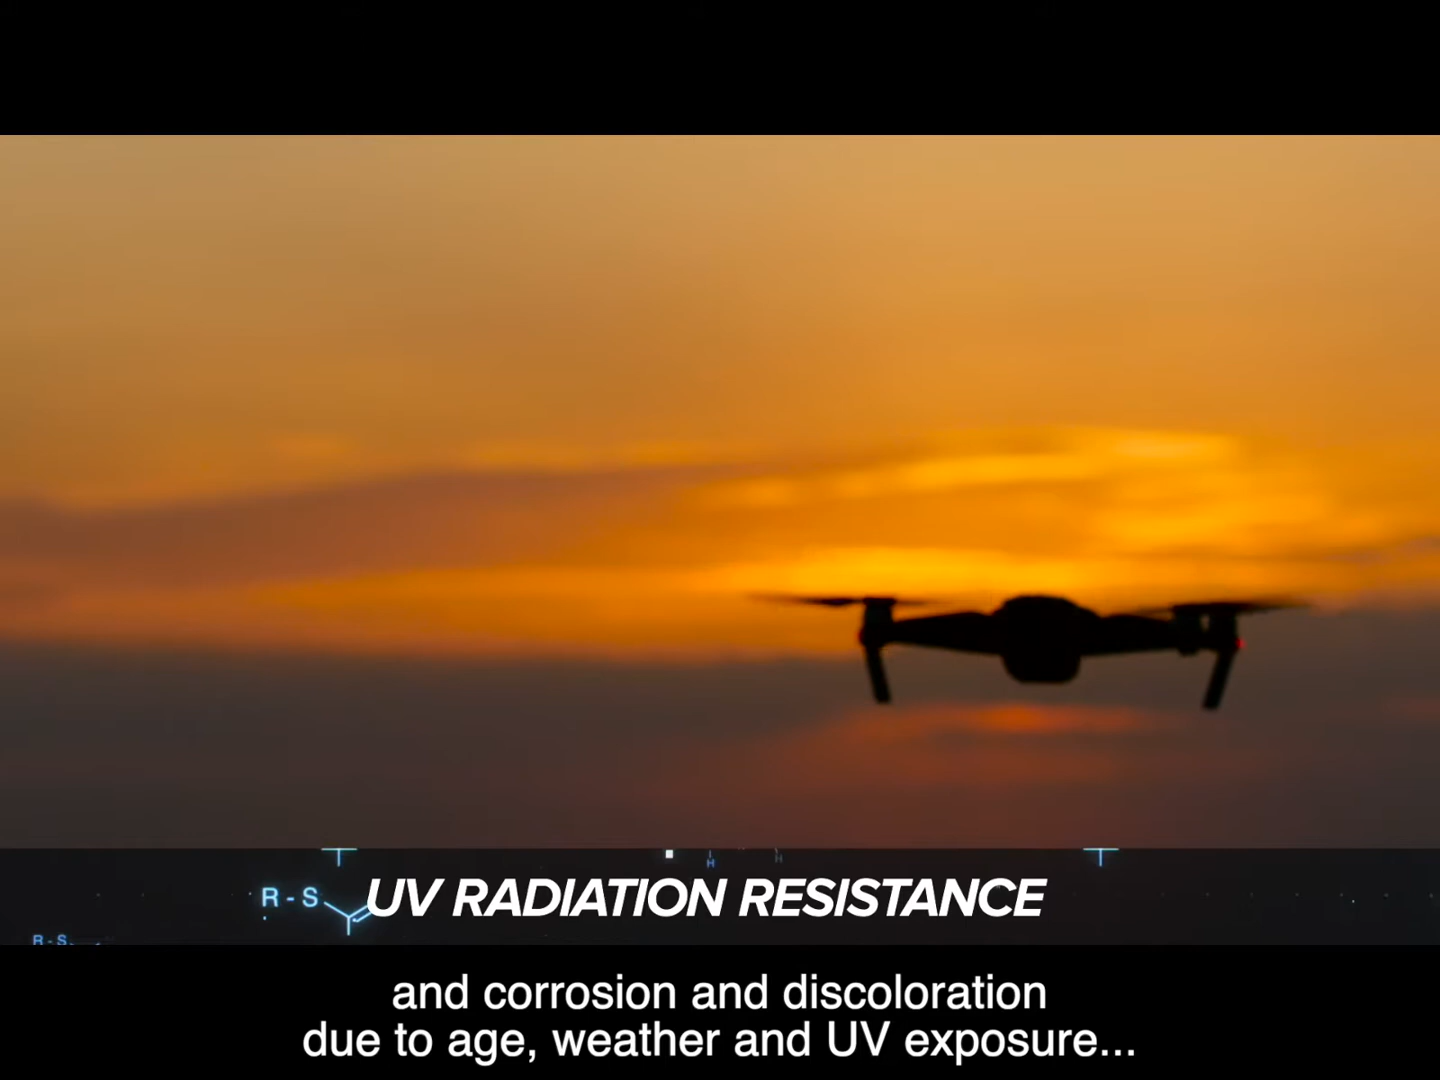 H
H
R - S
UV RADIATION RESISTANCE
R - S
and corrosion and discoloration
due to age, weather and UV exposure...